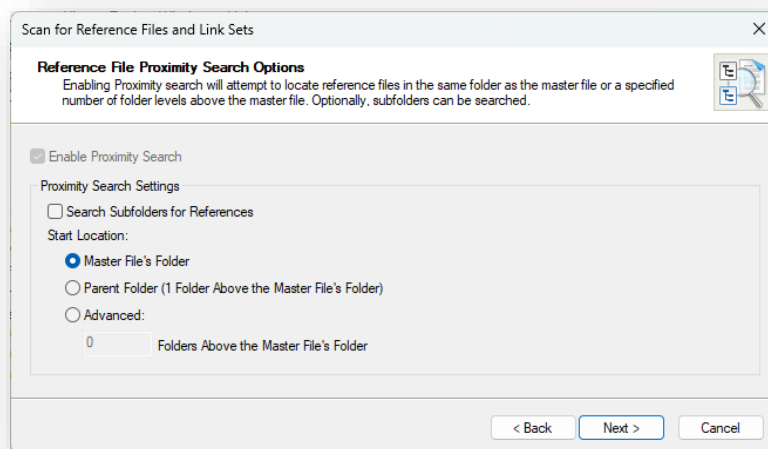 Scan for Reference Files and Link Sets
Reference File Proximity Search Options
Enabling Proximity search will attempt to locate reference files in the same folder as the master file or a specified
number of folder levels above the master file. Optionally, subfolders can be searched.
Enable Proximity Search
Proximity Search Settings
Search Subfolders for References
Start Location:
Master File's Folder
Parent Folder (1 Folder Above the Master File's Folder)
Advanced:
0 Folders Above the Master File's Folder
< Back Next > Cancel